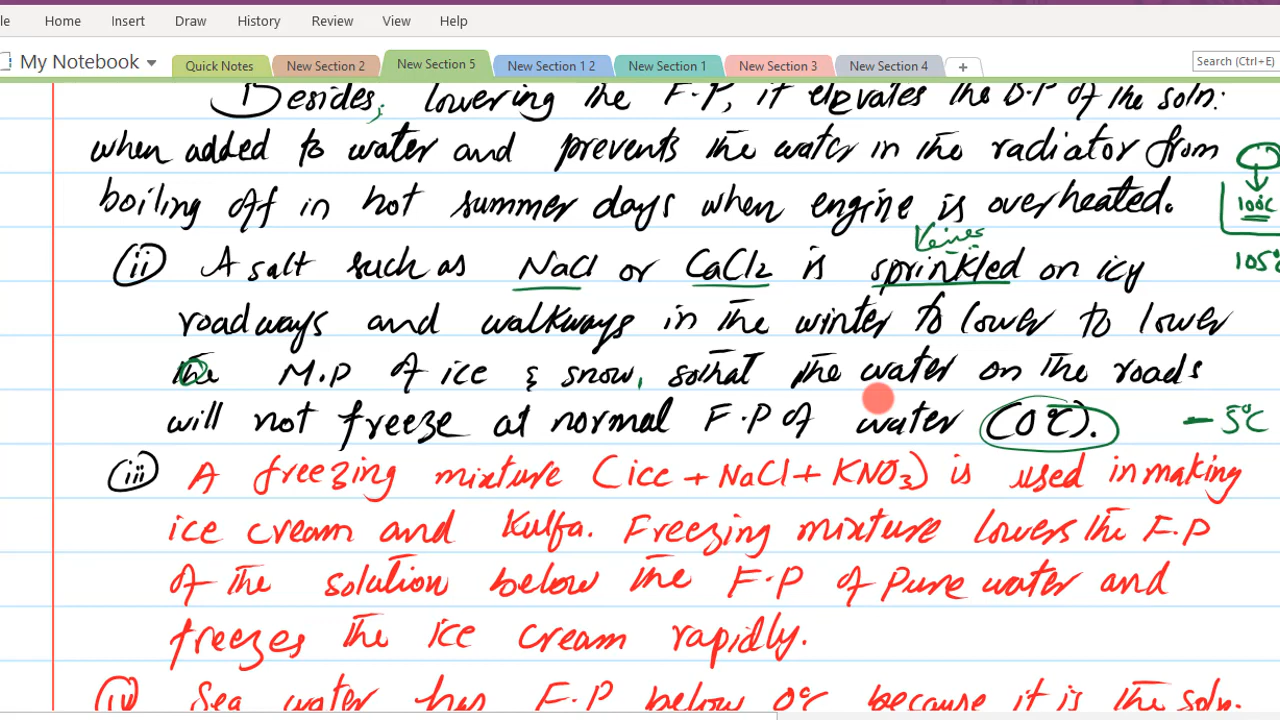 Home Insert Draw History Review View Help
My Notebook Quick Notes New Section 2 New Section 5 New Section 1 2 New Section 1 New Section 3 New Section 4 + Search (Ctrl+E)
Besides, lowering the F.P, it elevates the B.P of the soln.
when added to water and prevents the water in the radiator from
boiling off in hot summer days when engine is overheated.
100°C
105°
(ii) A salt such as NaCl or CaCl2 is sprinkled on icy
roadways and walkways in the winter to lower to lower
the M.P of ice & snow, sothat the water on the roads
will not freeze at normal F.P of water (0°C). - 5°C
(iii) A freezing mixture (ice + NaCl + KNO3) is used in making
ice cream and Kulfa. Freezing mixture lowers the F.P
of the solution below the F.P of Pure water and
freezes the ice cream rapidly.
(iv) Sea water has F.P below 0°C because it is the soln.